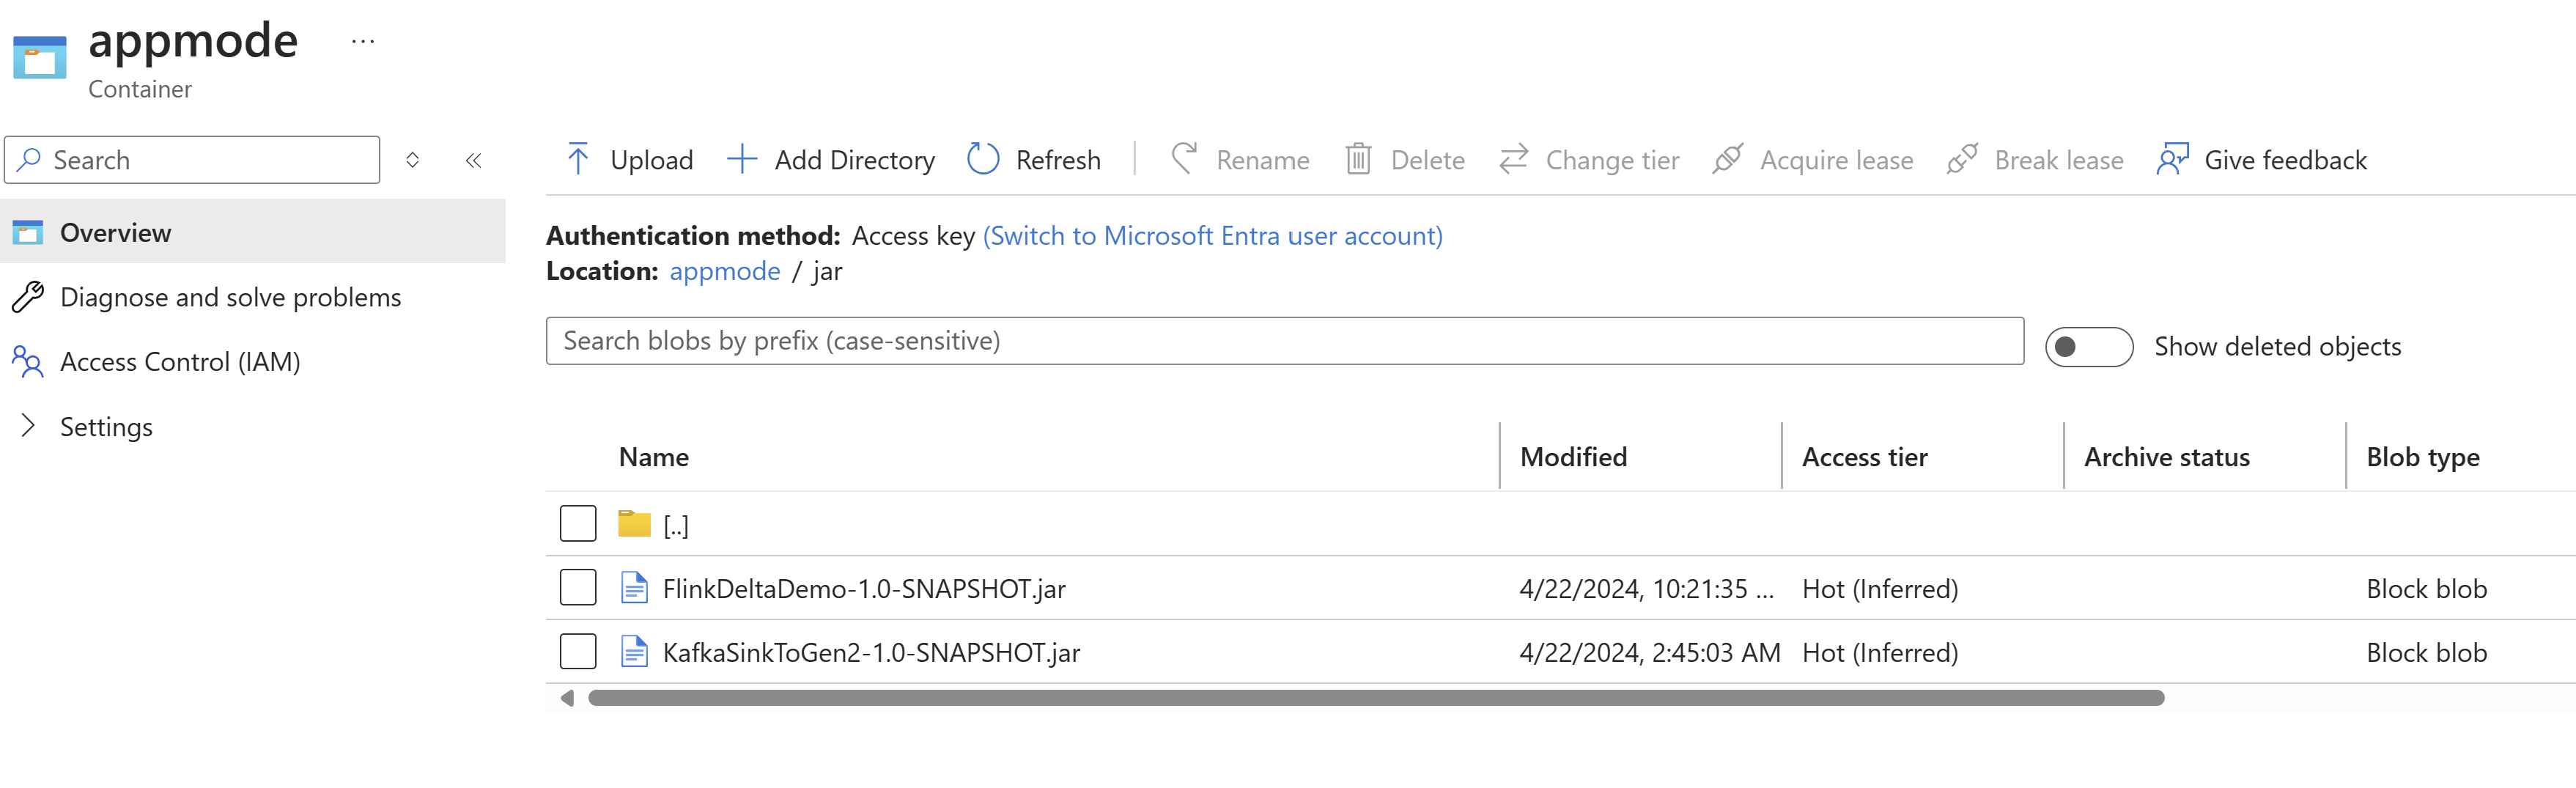 appmode ...
Container
Search
Overview
Diagnose and solve problems
Access Control (IAM)
Settings
Upload Add Directory Refresh Rename Delete Change tier Acquire lease Break lease Give feedback
Authentication method: Access key (Switch to Microsoft Entra user account)
Location: appmode / jar
Search blobs by prefix (case-sensitive)
Show deleted objects
Name Modified Access tier Archive status Blob type
[..]
FlinkDeltaDemo-1.0-SNAPSHOT.jar 4/22/2024, 10:21:35 ... Hot (Inferred) Block blob
KafkaSinkToGen2-1.0-SNAPSHOT.jar 4/22/2024, 2:45:03 AM Hot (Inferred) Block blob